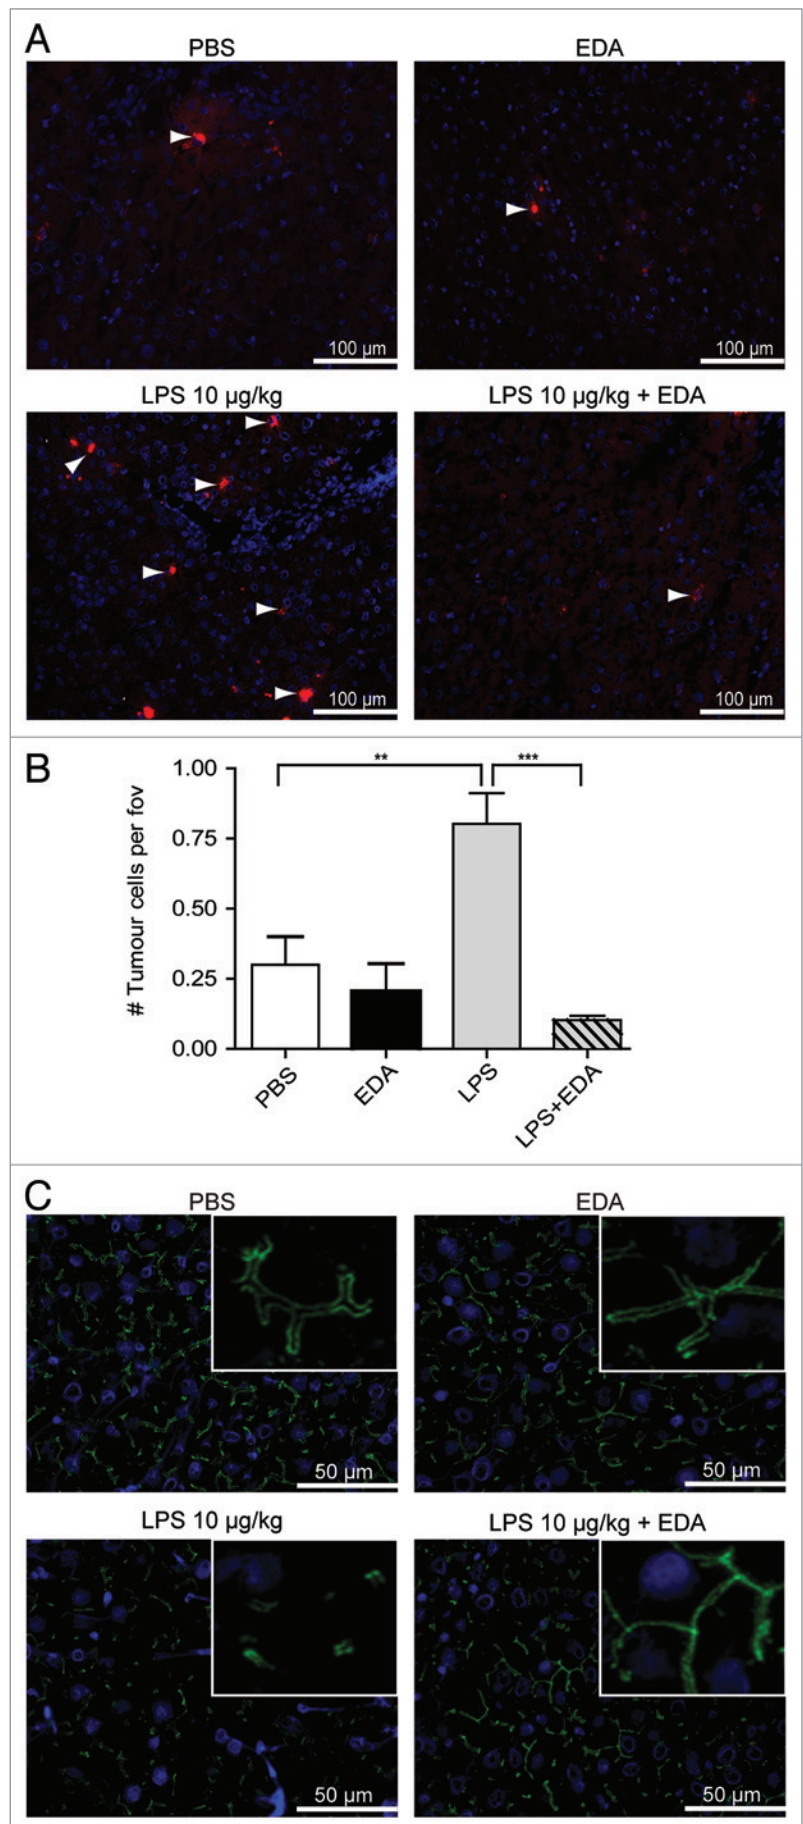 A
PBS
EDA
100 µm
100 µm
LPS 10 µg/kg
LPS 10 µg/kg + EDA
100 µm
100 µm
B
# Tumour cells per fov
1.00
0.75
0.50
0.25
0.00
**
***
PBS
EDA
LPS
LPS+EDA
C
PBS
EDA
50 µm
50 µm
LPS 10 µg/kg
LPS 10 µg/kg + EDA
50 µm
50 µm